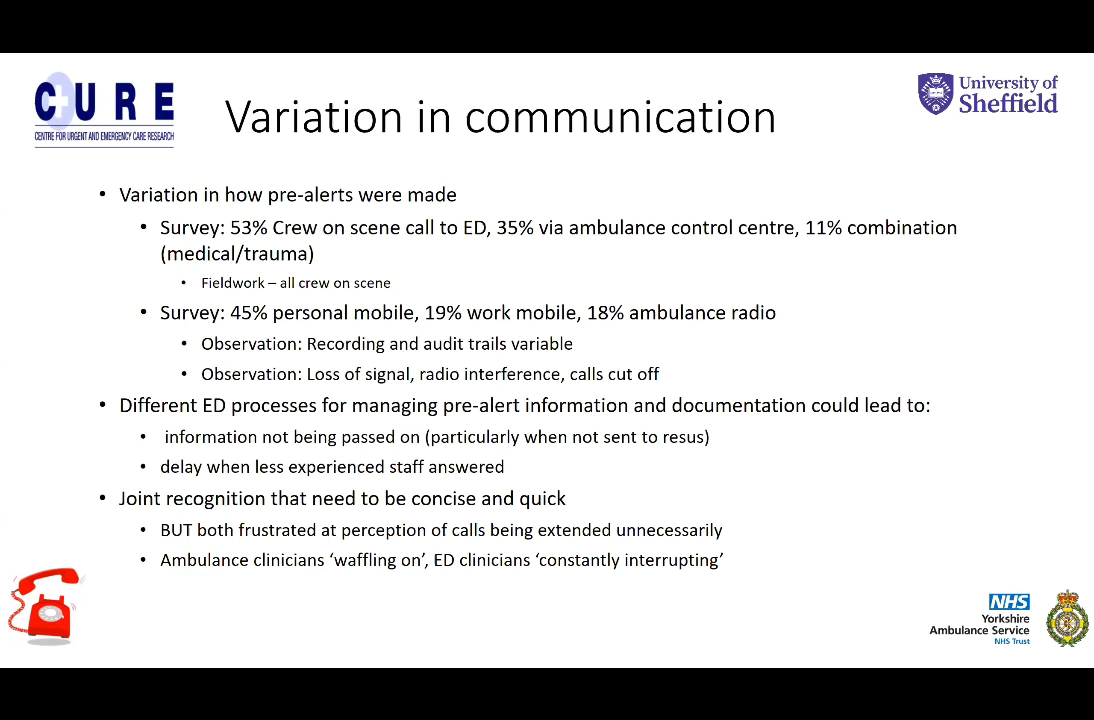 CURE
CENTRE FOR URGENT AND EMERGENCY CARE RESEARCH
Variation in communication
University of
Sheffield
• Variation in how pre-alerts were made
• Survey: 53% Crew on scene call to ED, 35% via ambulance control centre, 11% combination
(medical/trauma)
• Fieldwork – all crew on scene
• Survey: 45% personal mobile, 19% work mobile, 18% ambulance radio
• Observation: Recording and audit trails variable
• Observation: Loss of signal, radio interference, calls cut off
• Different ED processes for managing pre-alert information and documentation could lead to:
• information not being passed on (particularly when not sent to resus)
• delay when less experienced staff answered
• Joint recognition that need to be concise and quick
• BUT both frustrated at perception of calls being extended unnecessarily
• Ambulance clinicians ‘waffling on’, ED clinicians ‘constantly interrupting’
NHS
Yorkshire
Ambulance Service
NHS Trust